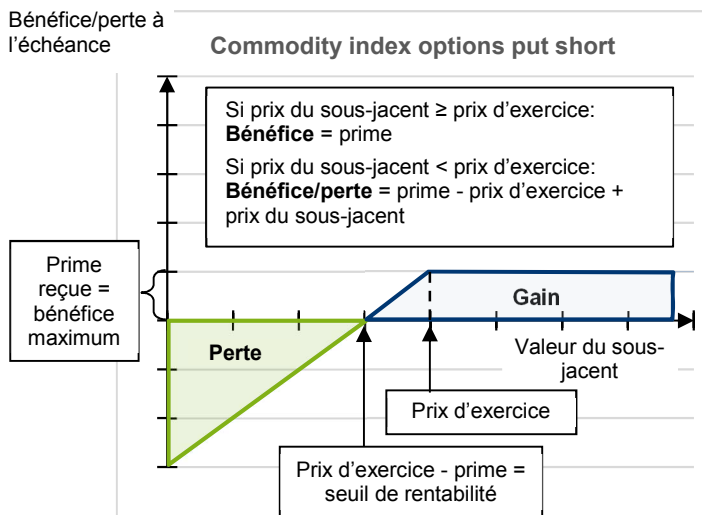 Bénéfice/perte à
l'échéance
Commodity index options put short
Si prix du sous-jacent ≥ prix d'exercice:
Bénéfice = prime
Si prix du sous-jacent < prix d'exercice:
Bénéfice/perte = prime - prix d'exercice +
prix du sous-jacent
Prime
reçue =
bénéfice
maximum
Gain
Perte
Valeur du sous-
jacent
Prix d'exercice
Prix d'exercice - prime =
seuil de rentabilité